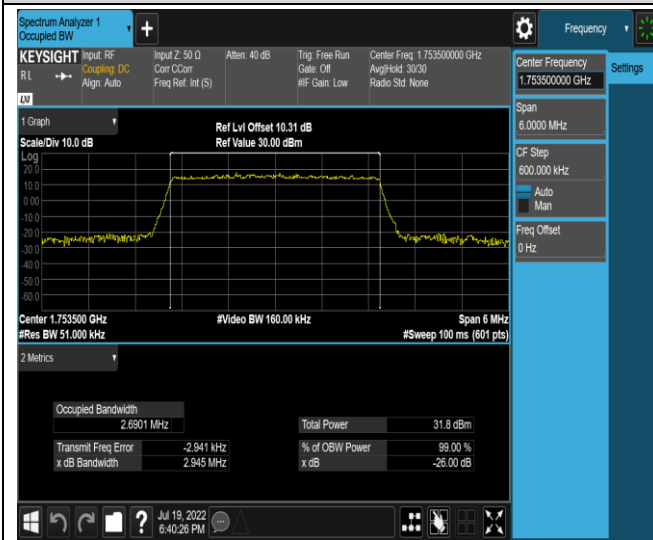 Spectrum Analyzer 1
Occupied BW
+
Frequency
KEYSIGHT
RL
LXI
Input: RF
Coupling: DC
Align: Auto
Input Z: 50 Ω
Corr CCorr
Freq Ref: Int (S)
Atten: 40 dB
Trig: Free Run
Gate: Off
#IF Gain: Low
Center Freq: 1.753500000 GHz
Avg|Hold: 30/30
Radio Std: None
Center Frequency
1.753500000 GHz
Settings
Span
6.0000 MHz
CF Step
600.000 kHz
Auto
Man
Freq Offset
0 Hz
1 Graph
Scale/Div 10.0 dB
Ref Lvl Offset 10.31 dB
Ref Value 30.00 dBm
Log
20.0
10.0
0.00
-10.0
-20.0
-30.0
-40.0
-50.0
-60.0
Center 1.753500 GHz
#Video BW 160.00 kHz
Span 6 MHz
#Res BW 51.000 kHz
#Sweep 100 ms (601 pts)
2 Metrics
Occupied Bandwidth
2.6901 MHz
Total Power 31.8 dBm
Transmit Freq Error -2.941 kHz
% of OBW Power 99.00 %
x dB Bandwidth 2.945 MHz
x dB -26.00 dB
?
Jul 19, 2022
6:40:26 PM